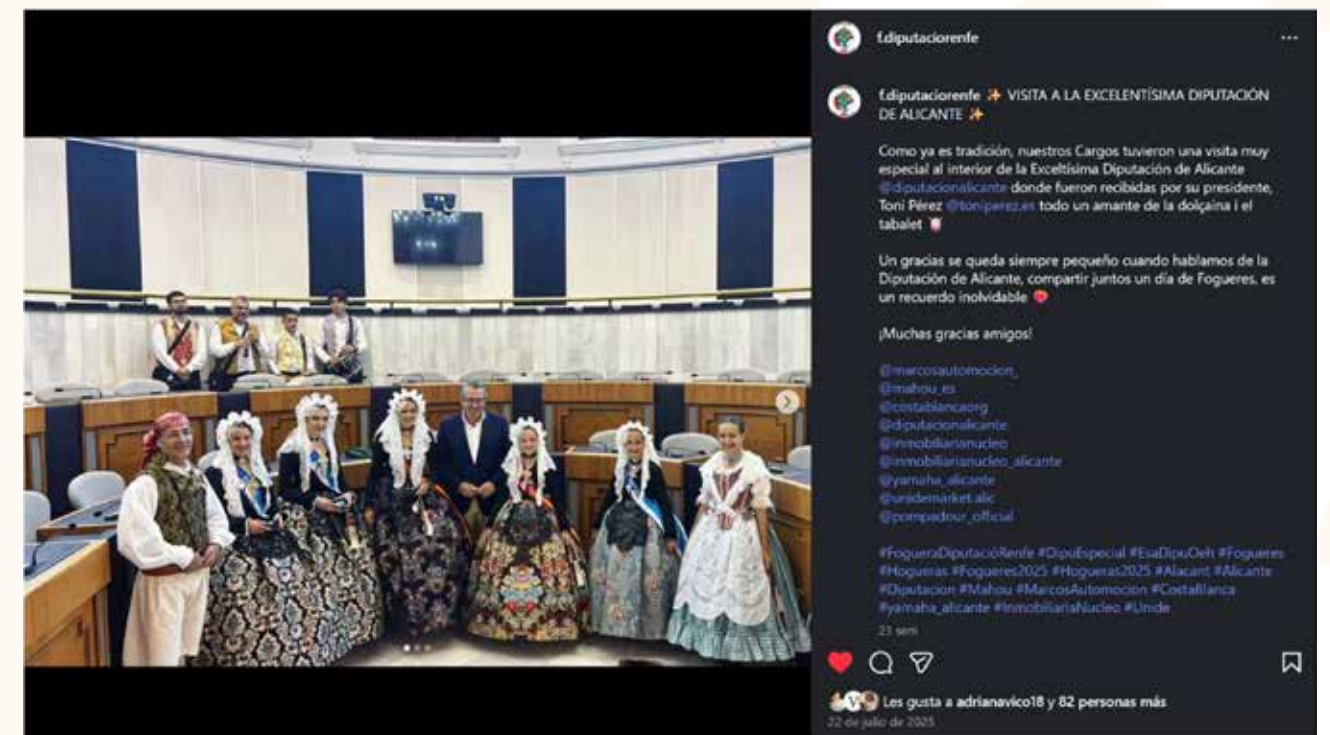 f.diputaciorenfe
f.diputaciorenfe ✨ VISITA A LA EXCELENTÍSIMA DIPUTACIÓN
DE ALICANTE ✨
Como ya es tradición, nuestros Cargos tuvieron una visita muy
especial al interior de la Exceltísima Diputación de Alicante
@diputacionalicante donde fueron recibidas por su presidente,
Toni Pérez @toniperez.es todo un amante de la dolçaina i el
tabalet
Un gracias se queda siempre pequeño cuando hablamos de la
Diputación de Alicante, compartir juntos un día de Fogueres, es
un recuerdo inolvidable
¡Muchas gracias amigos!
@marcosautomocion_
@mahou_es
@costablancaorg
@diputacionalicante
@inmobiliarianucleo
@inmobiliarianucleo_alicante
@yamaha_alicante
@unidemarket.alic
@pompadour_official
#FogueraDiputacióRenfe #DipuEspecial #EsaDipuOeh #Fogueres
#Hogueras #Fogueres2025 #Hogueras2025 #Alacant #Alicante
#Diputacion #Mahou #MarcosAutomoción #CostaBlanca
#yamaha_alicante #InmobiliariaNucleo #Unide
23 sem
Les gusta a adrianavico18 y 82 personas más
22 de julio de 2025